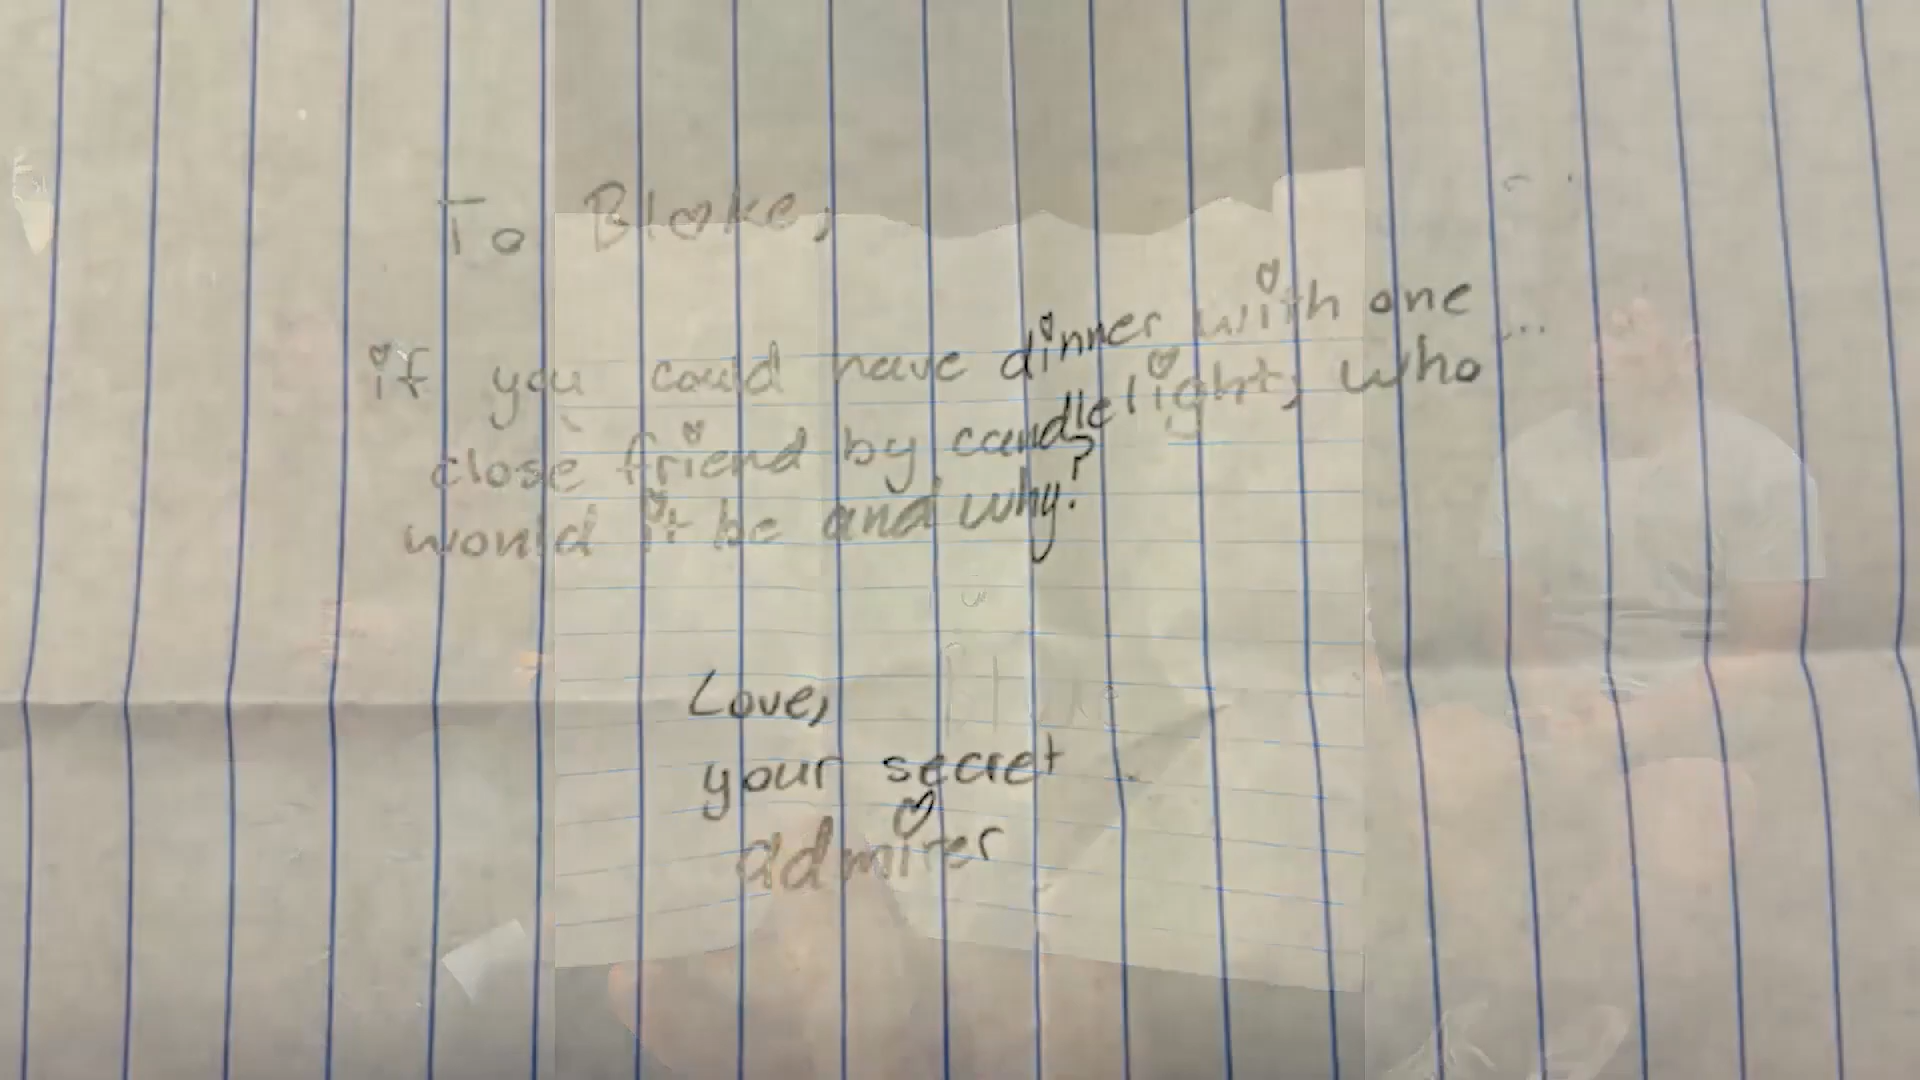 To Blake,
if you could have dinner with one
close friend by candlelight, who
would it be and why?
Love,
your secret
admirer